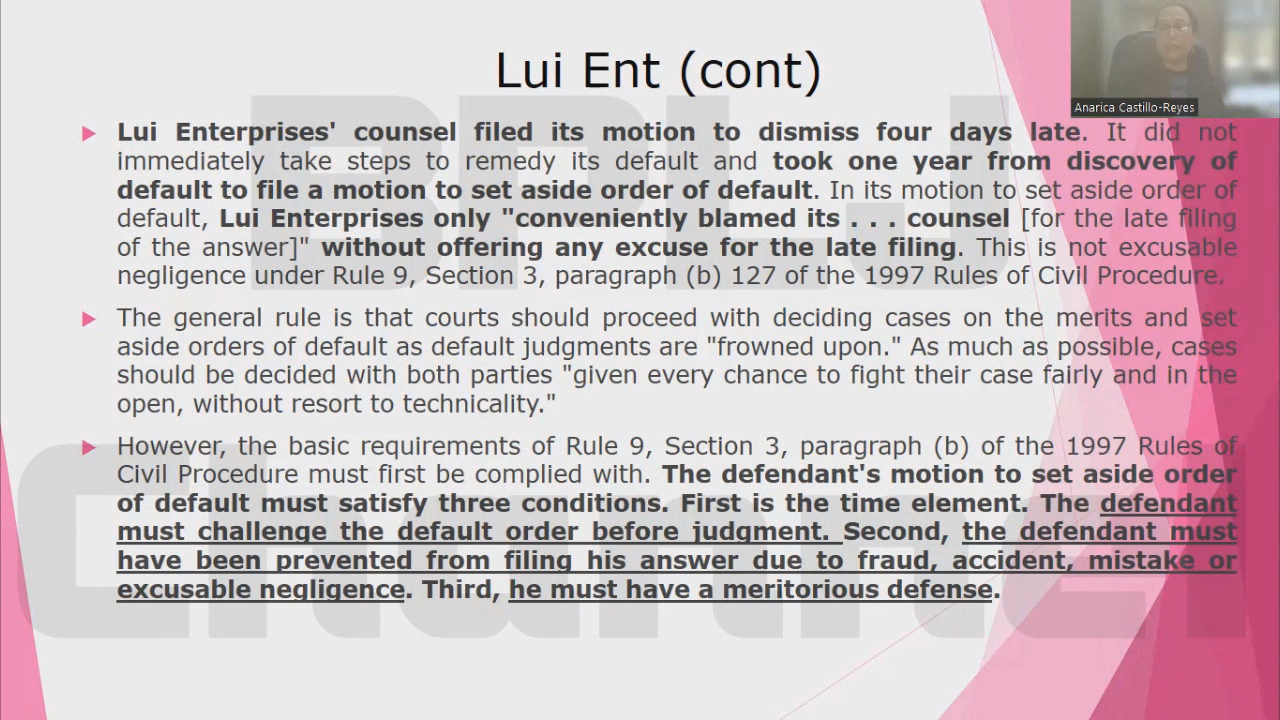 Lui Ent (cont)
Anarica Castillo-Reyes
Lui Enterprises' counsel filed its motion to dismiss four days late. It did not
immediately take steps to remedy its default and took one year from discovery of
default to file a motion to set aside order of default. In its motion to set aside order of
default, Lui Enterprises only "conveniently blamed its . . . counsel [for the late filing
of the answer]" without offering any excuse for the late filing. This is not excusable
negligence under Rule 9, Section 3, paragraph (b) 127 of the 1997 Rules of Civil Procedure.
The general rule is that courts should proceed with deciding cases on the merits and set
aside orders of default as default judgments are "frowned upon." As much as possible, cases
should be decided with both parties "given every chance to fight their case fairly and in the
open, without resort to technicality."
However, the basic requirements of Rule 9, Section 3, paragraph (b) of the 1997 Rules of
Civil Procedure must first be complied with. The defendant's motion to set aside order
of default must satisfy three conditions. First is the time element. The defendant
must challenge the default order before judgment. Second, the defendant must
have been prevented from filing his answer due to fraud, accident, mistake or
excusable negligence. Third, he must have a meritorious defense.
BRLJ
Channel